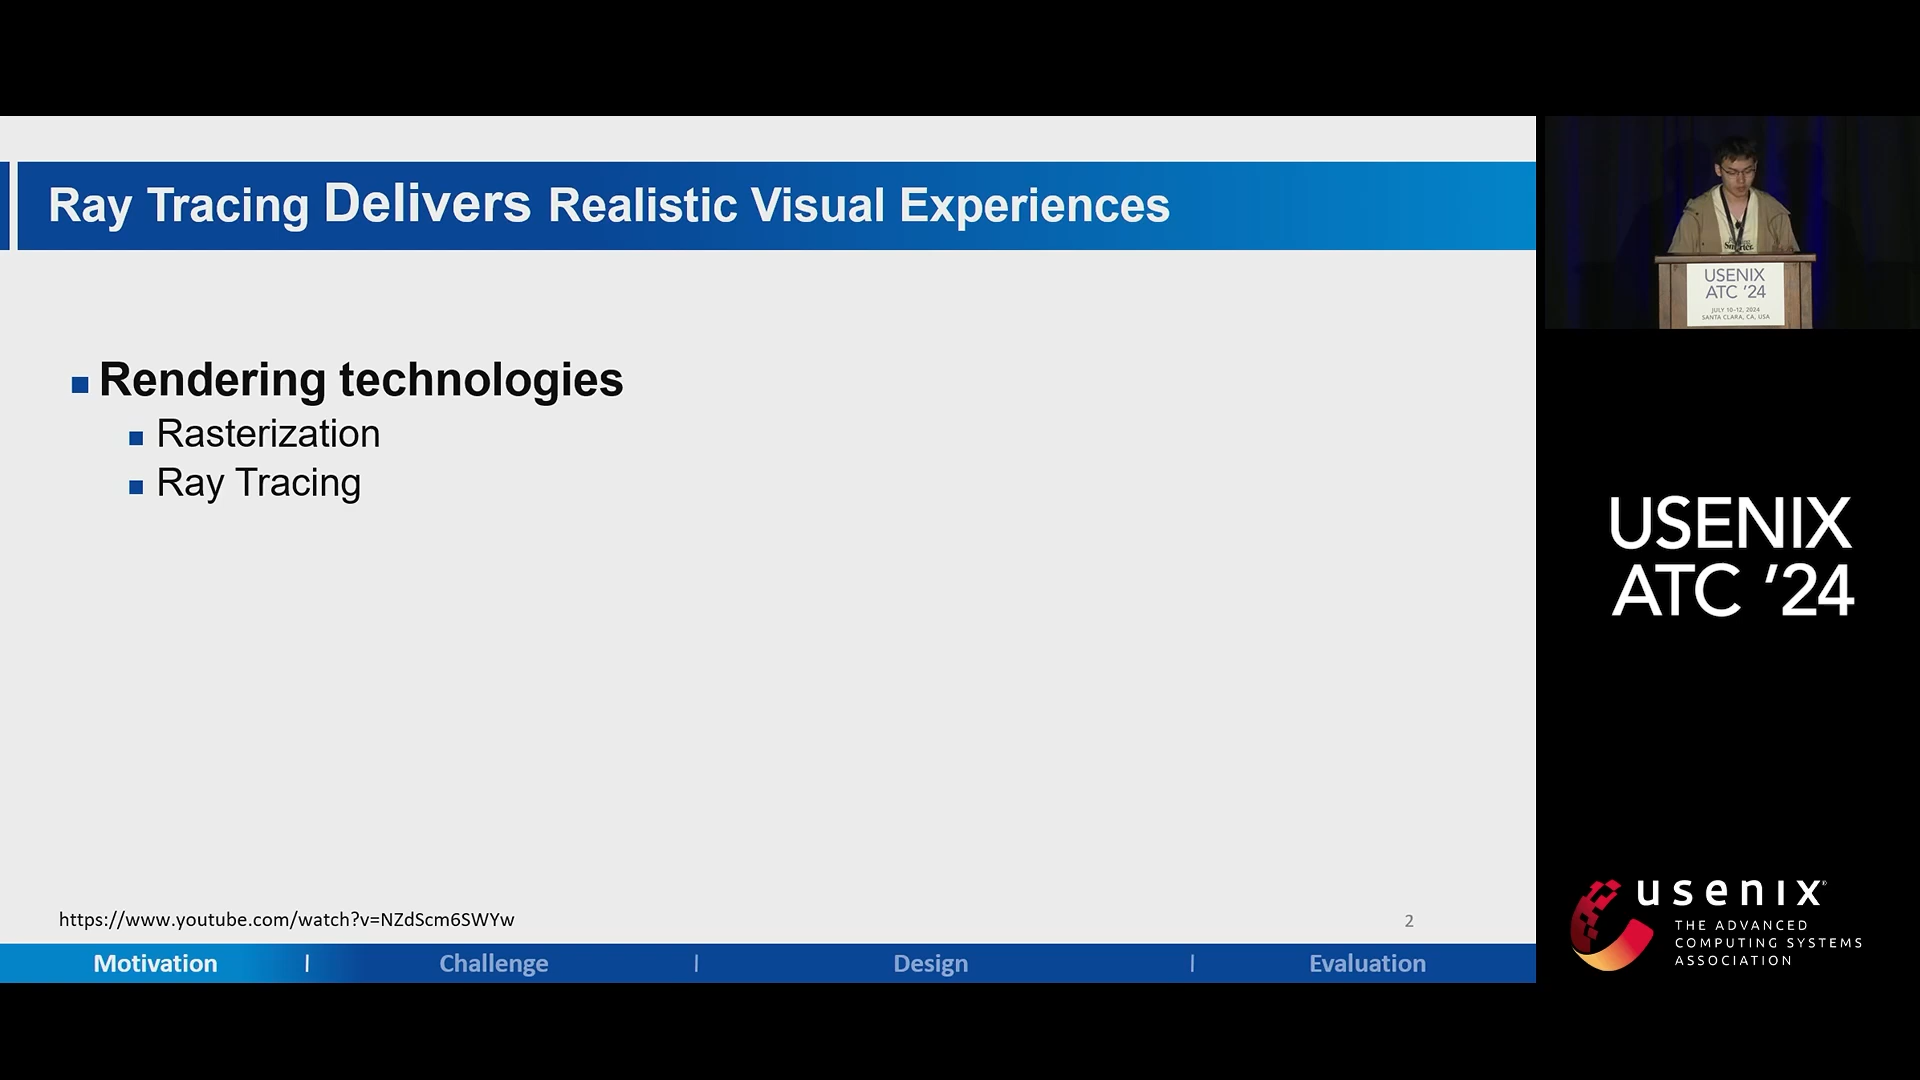 Ray Tracing Delivers Realistic Visual Experiences
Rendering technologies
Rasterization
Ray Tracing
https://www.youtube.com/watch?v=NZdScm6SWYw
2
Motivation | Challenge | Design | Evaluation
USENIX
ATC '24
JULY 10–12, 2024
SANTA CLARA, CA, USA
USENIX
ATC '24
usenix®
THE ADVANCED
COMPUTING SYSTEMS
ASSOCIATION